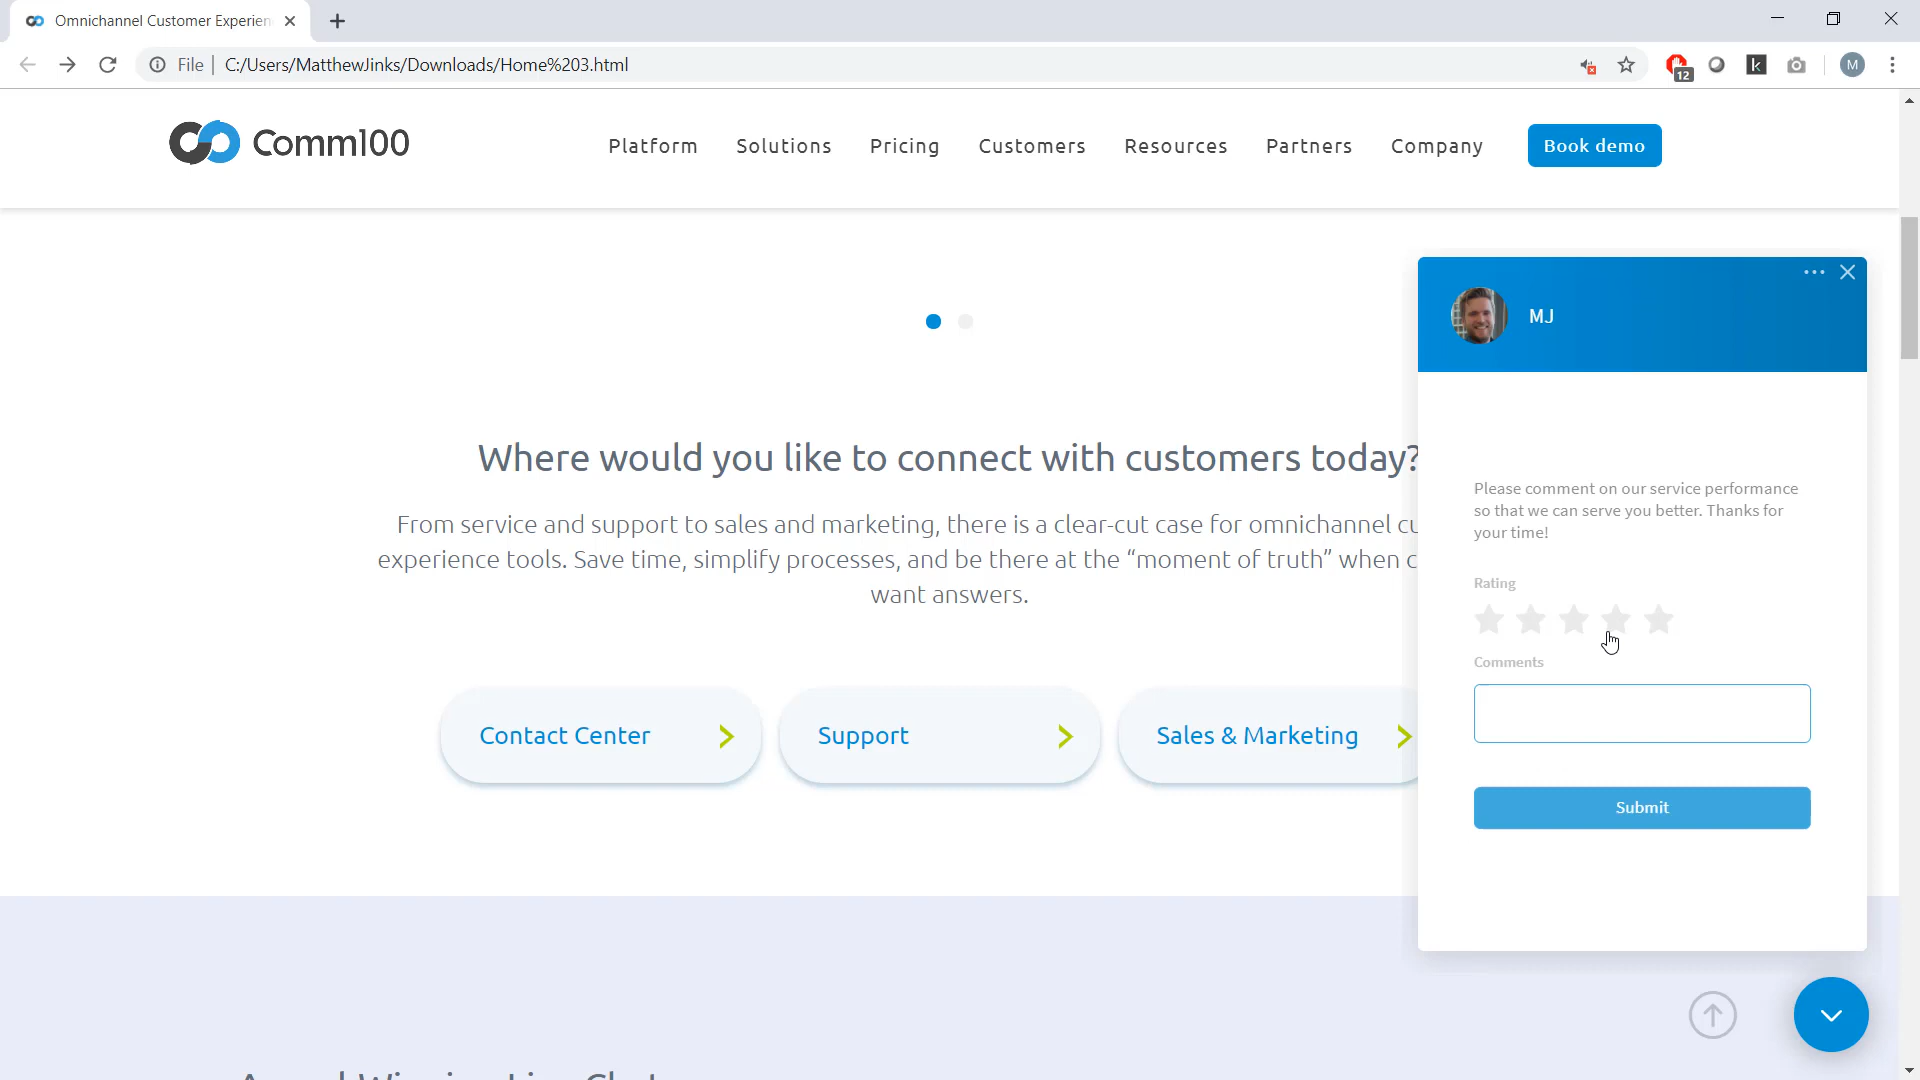 Omnichannel Customer Experien
File
C:/Users/MatthewJinks/Downloads/Home%203.html
12
k
M
Comm100
Platform
Solutions
Pricing
Customers
Resources
Partners
Company
Book demo
MJ
Where would you like to connect with customers today?
From service and support to sales and marketing, there is a clear-cut case for omnichannel cu
experience tools. Save time, simplify processes, and be there at the “moment of truth” when c
want answers.
Contact Center
Support
Sales & Marketing
Please comment on our service performance
so that we can serve you better. Thanks for
your time!
Rating
Comments
Submit